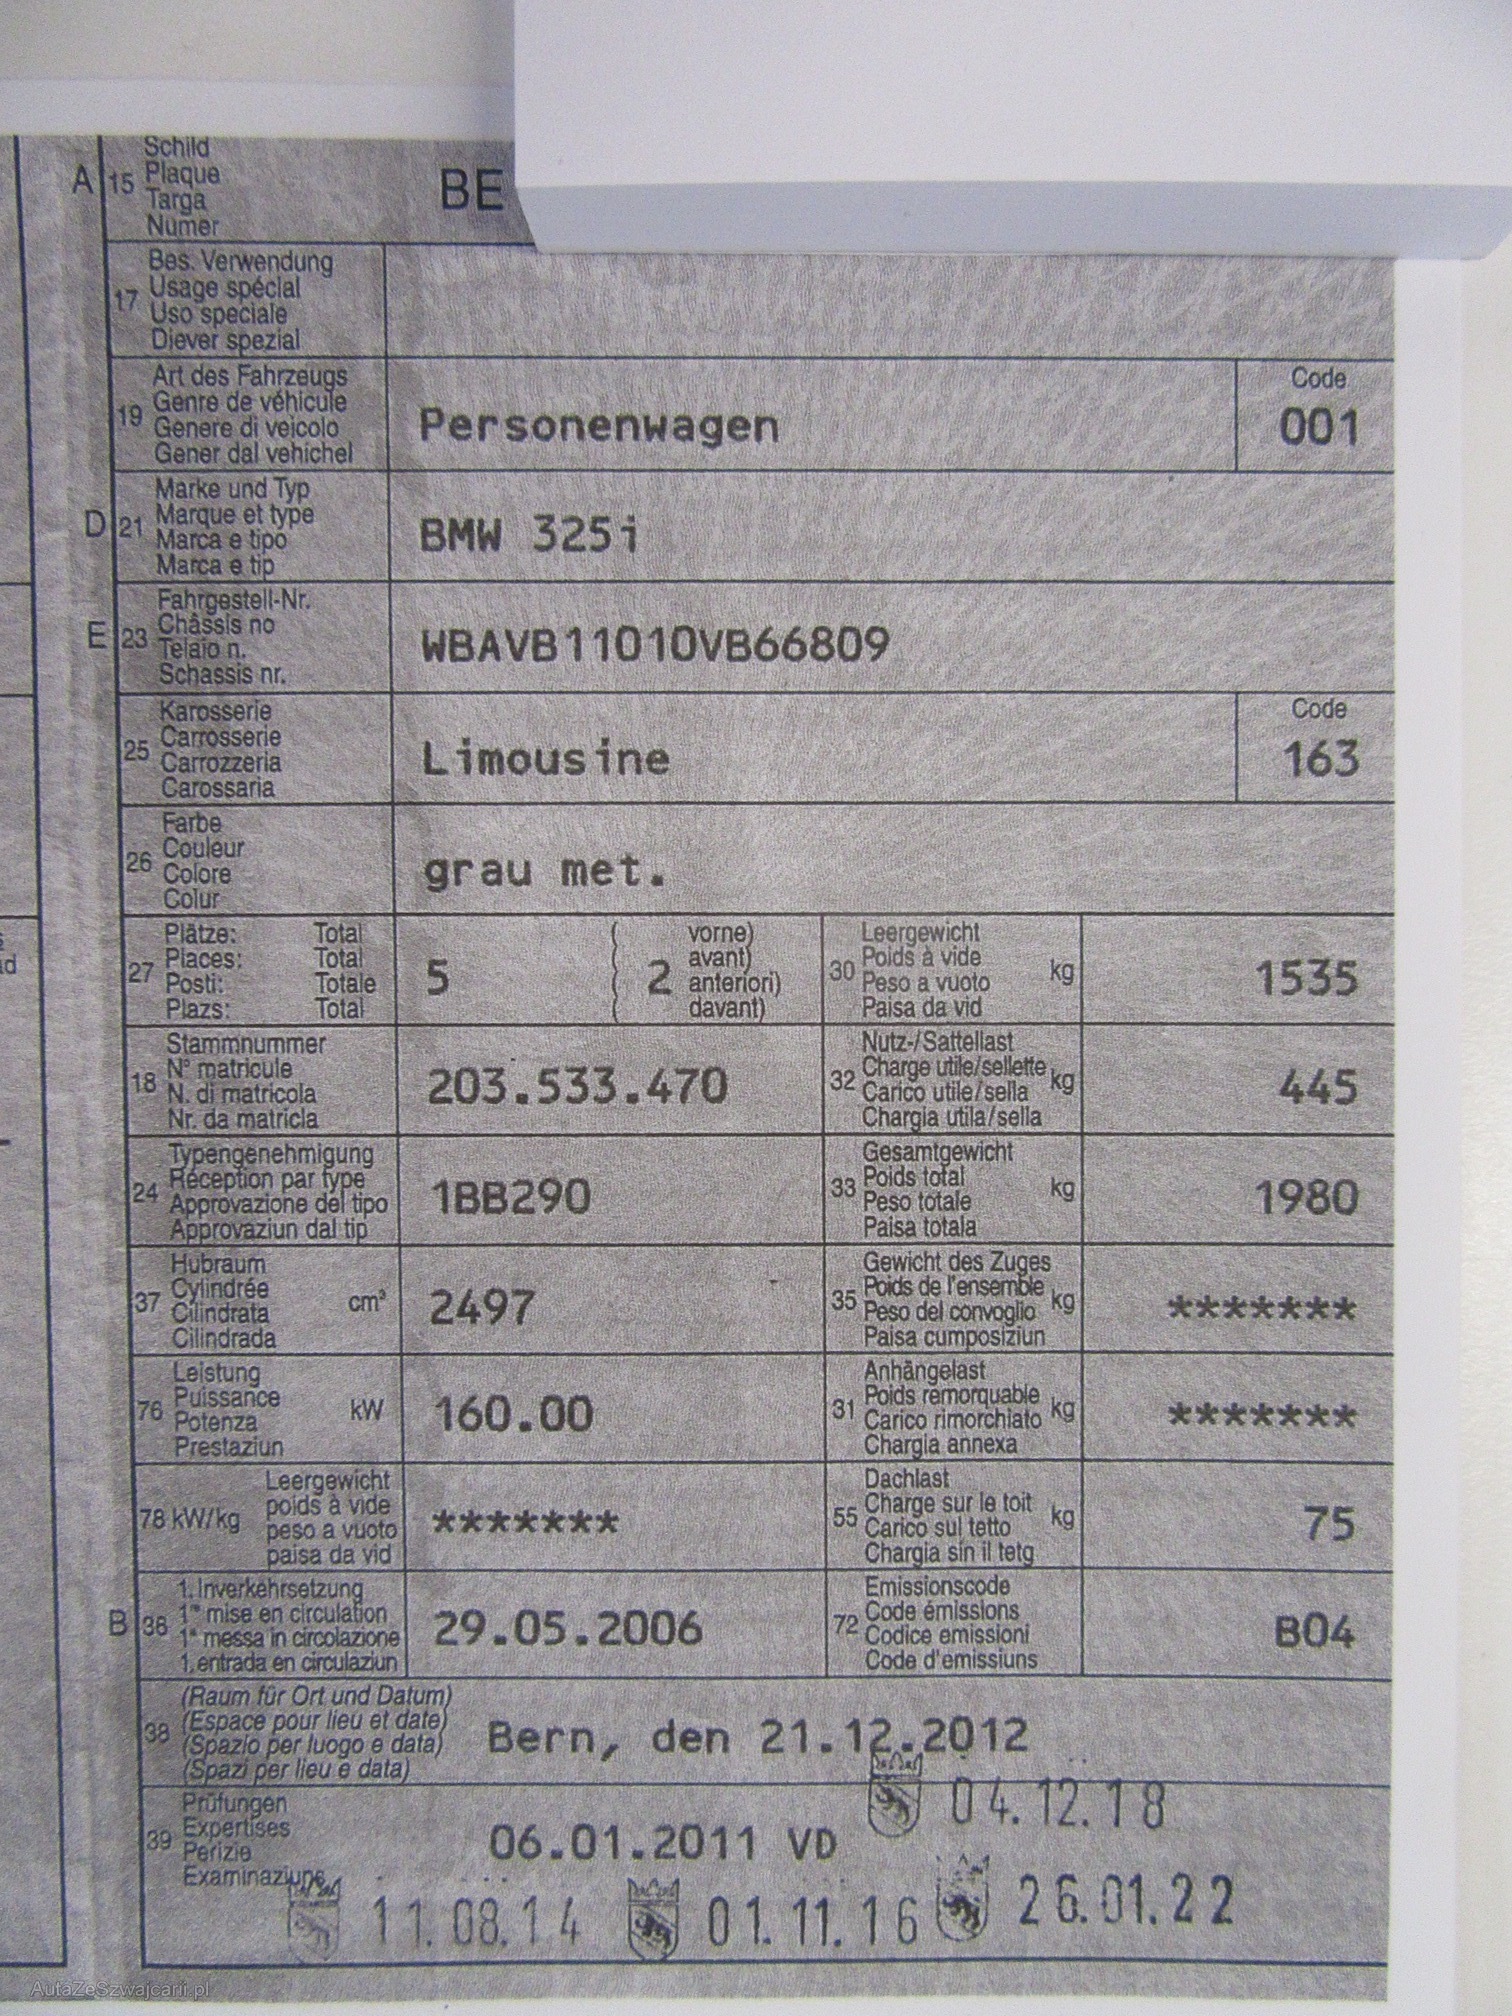 A 15 Schild
Plaque
Targa
Numer
BE
17 Bes. Verwendung
Usage spécial
Uso speciale
Diever spezial
19 Art des Fahrzeugs
Genre de véhicule
Genere di veicolo
Gener dal vehichel
Personenwagen
Code
001
D 21 Marke und Typ
Marque et type
Marca e tipo
Marca e tip
BMW 325i
E 23 Fahrgestell-Nr.
Châssis no
Telaio n.
Schassis nr.
WBAVB11010VB66809
25 Karosserie
Carrosserie
Carrozzeria
Carossaria
Limousine
Code
163
26 Farbe
Couleur
Colore
Colur
grau met.
27 Plätze: Total
Places: Total
Posti: Totale
Plazs: Total
5 ( 2 vorne)
avant)
anteriori)
davant)
30 Leergewicht
Poids à vide
Peso a vuoto
Paisa da vid
kg 1535
18 Stammnummer
N° matricule
N. di matricola
Nr. da matricla
203.533.470
32 Nutz-/Sattellast
Charge utile/sellette
Carico utile/sella
Chargia utila/sella
kg 445
24 Typengenehmigung
Réception par type
Approvazione del tipo
Approvaziun dal tip
1BB290
33 Gesamtgewicht
Poids total
Peso totale
Paisa totala
kg 1980
37 Hubraum
Cylindrée
Cilindrata
Cilindrada
cm³ 2497
35 Gewicht des Zuges
Poids de l'ensemble
Peso del convoglio
Paisa cumposiziun
kg *******
76 Leistung
Puissance
Potenza
Prestaziun
kW 160.00
31 Anhängelast
Poids remorquable
Carico rimorchiato
Chargia annexa
kg *******
78 kW/kg Leergewicht
poids à vide
peso a vuoto
paisa da vid
*******
55 Dachlast
Charge sur le toit
Carico sul tetto
Chargia sin il tetg
kg 75
B 36 1. Inverkehrsetzung
1re mise en circulation
1a messa in circolazione
1. entrada en circulaziun
29.05.2006
72 Emissionscode
Code émissions
Codice emissioni
Code d'emissiuns
B04
38 (Raum für Ort und Datum)
(Espace pour lieu et date)
(Spazio per luogo e data)
(Spazi per lieu e data)
Bern, den 21.12.2012
39 Prüfungen
Expertises
Perizie
Examinaziuns
04.12.18
06.01.2011 VD
11.08.14 01.11.16 26.01.22
AutaZeSzwajcarii.pl